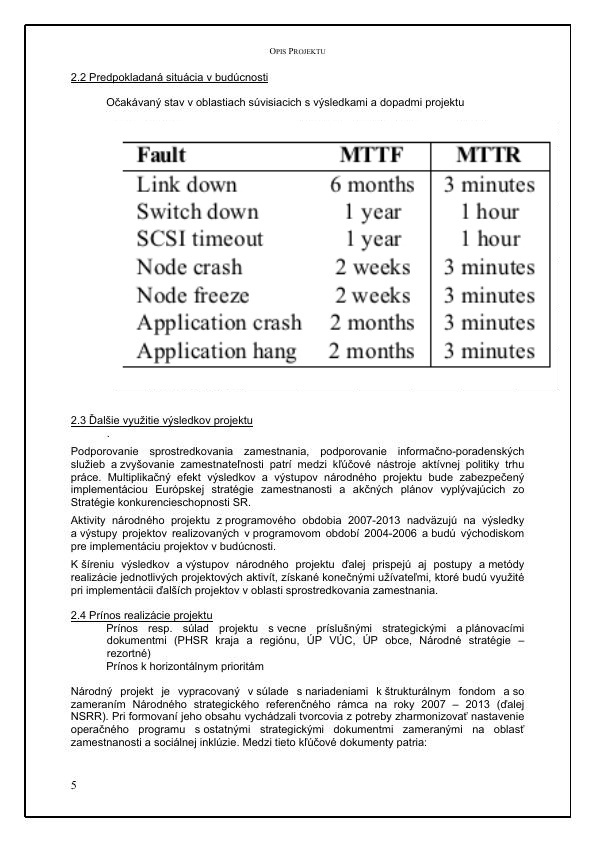 OPIS PROJEKTU
2.2 Predpokladaná situácia v budúcnosti
Očakávaný stav v oblastiach súvisiacich s výsledkami a dopadmi projektu
Fault MTTF MTTR
Link down 6 months 3 minutes
Switch down 1 year 1 hour
SCSI timeout 1 year 1 hour
Node crash 2 weeks 3 minutes
Node freeze 2 weeks 3 minutes
Application crash 2 months 3 minutes
Application hang 2 months 3 minutes
2.3 Ďalšie využitie výsledkov projektu
.
Podporovanie sprostredkovania zamestnania, podporovanie informačno-poradenských
služieb a zvyšovanie zamestnateľnosti patrí medzi kľúčové nástroje aktívnej politiky trhu
práce. Multiplikačný efekt výsledkov a výstupov národného projektu bude zabezpečený
implementáciou Európskej stratégie zamestnanosti a akčných plánov vyplývajúcich zo
Stratégie konkurencieschopnosti SR.
Aktivity národného projektu z programového obdobia 2007-2013 nadväzujú na výsledky
a výstupy projektov realizovaných v programovom období 2004-2006 a budú východiskom
pre implementáciu projektov v budúcnosti.
K šíreniu výsledkov a výstupov národného projektu ďalej prispejú aj postupy a metódy
realizácie jednotlivých projektových aktivít, získané konečnými užívateľmi, ktoré budú využité
pri implementácii ďalších projektov v oblasti sprostredkovania zamestnania.
2.4 Prínos realizácie projektu
Prínos resp. súlad projektu s vecne príslušnými strategickými a plánovacími
dokumentmi (PHSR kraja a regiónu, ÚP VÚC, ÚP obce, Národné stratégie –
rezortné)
Prínos k horizontálnym prioritám
Národný projekt je vypracovaný v súlade s nariadeniami k štrukturálnym fondom a so
zameraním Národného strategického referenčného rámca na roky 2007 – 2013 (ďalej
NSRR). Pri formovaní jeho obsahu vychádzali tvorcovia z potreby zharmonizovať nastavenie
operačného programu s ostatnými strategickými dokumentmi zameranými na oblasť
zamestnanosti a sociálnej inklúzie. Medzi tieto kľúčové dokumenty patria:
5